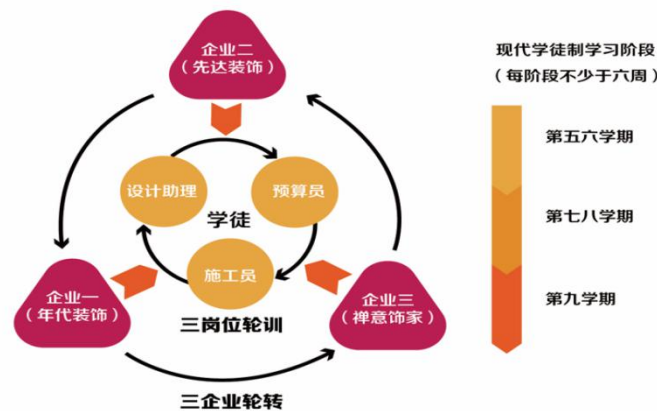 企业二
（先达装饰）
现代学徒制学习阶段
（每阶段不少于六周）
第五六学期
设计助理
预算员
学徒
第七八学期
施工员
企业一
（年代装饰）
企业三
（禅意饰家）
第九学期
三岗位轮训
三企业轮转